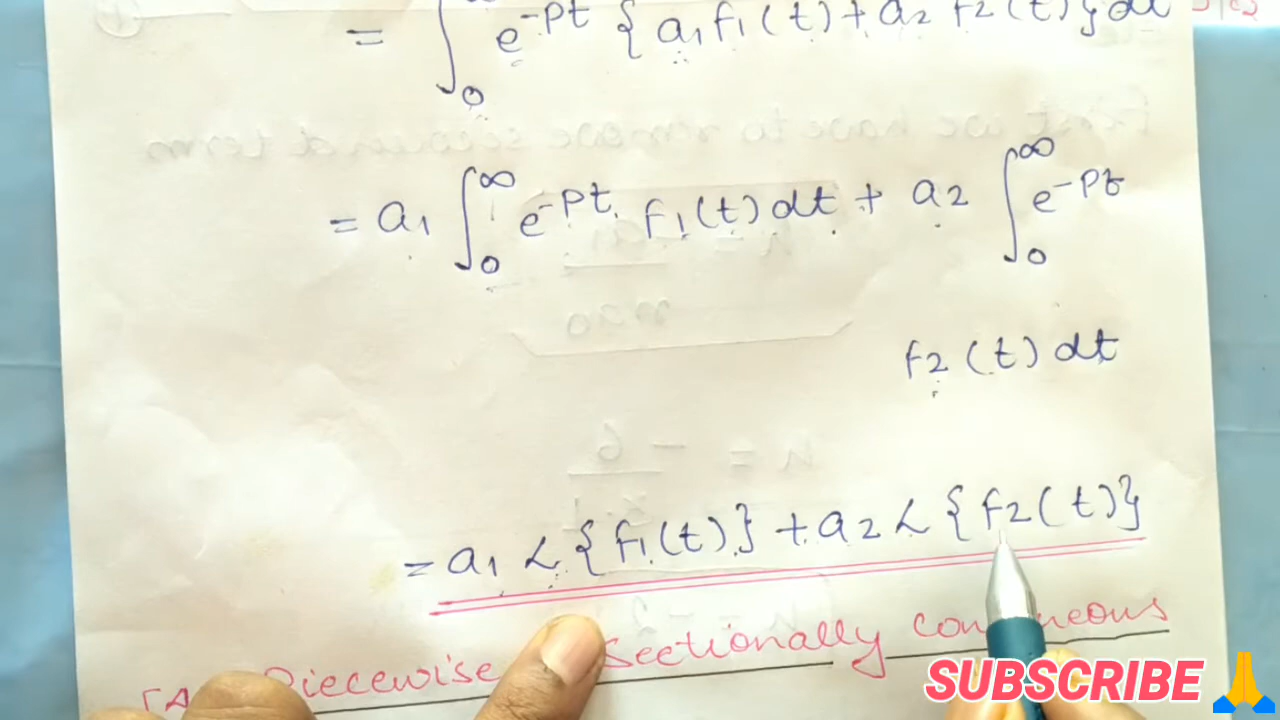 = ∫₀^∞ e^-Pt {a1f1(t) + a2 f2(t)}dt
= a1 ∫₀^∞ e^-Pt. f1(t)dt + a2 ∫₀^∞ e^-Pt
f2(t)dt
= a1 L{f1(t)} + a2 L{f2(t)}
Piecewise Sectionally
SUBSCRIBE 🙏